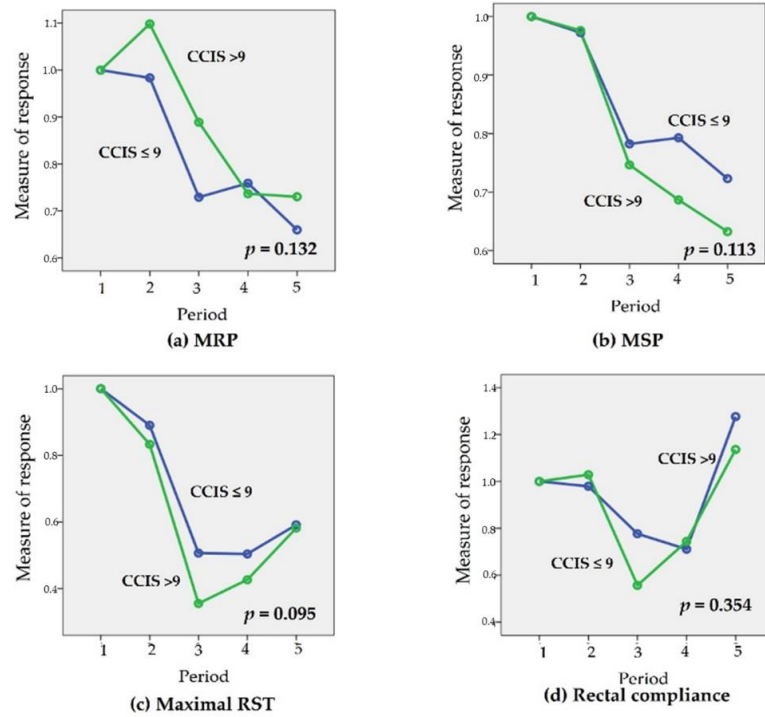 1.1
1.0
0.9
0.8
0.7
0.6
Measure of response
CCIS >9
CCIS ≤ 9
p = 0.132
1 2 3 4 5
Period
(a) MRP
1.0
0.9
0.8
0.7
0.6
Measure of response
CCIS ≤ 9
CCIS >9
p = 0.113
1 2 3 4 5
Period
(b) MSP
1.0
0.8
0.6
0.4
Measure of response
CCIS ≤ 9
CCIS >9
p = 0.095
1 2 3 4 5
Period
(c) Maximal RST
1.4
1.2
1.0
0.8
0.6
0.4
Measure of response
CCIS >9
CCIS ≤ 9
p = 0.354
1 2 3 4 5
Period
(d) Rectal compliance